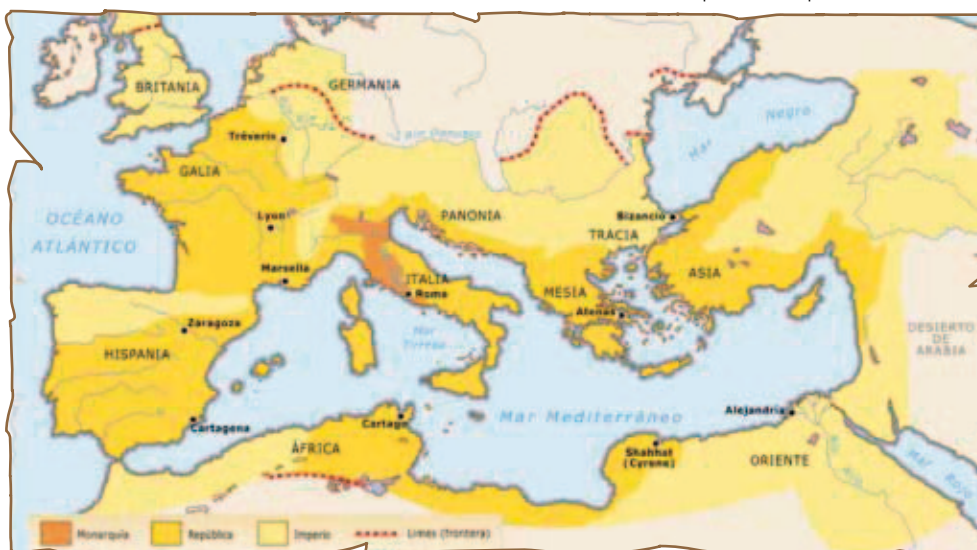 BRITANIA
GERMANIA
Tréveris
GALIA
Mar Negro
OCÉANO
ATLÁNTICO
Lyon
PANONIA
Bizancio
TRACIA
Marsella
ITALIA
Roma
MESIA
ASIA
Atenas
Zaragoza
HISPANIA
Mar
Tirreno
DESIERTO
DE
ARABIA
Cartagena
Cartago
Mar Mediterráneo
Alejandría
ÁFRICA
Shahhat
(Cyrene)
ORIENTE
Mar Rojo
Monarquía
República
Imperio
Limes (frontera)